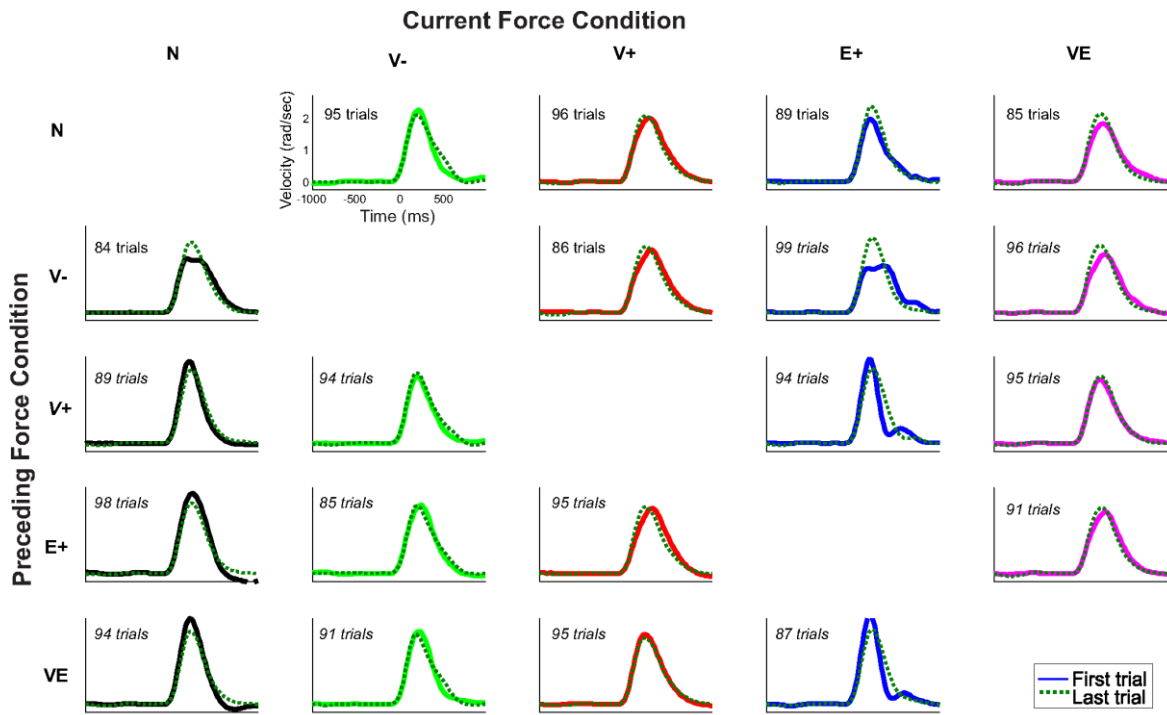 Current Force Condition
N
V-
V+
E+
VE
Preceding Force Condition
N
Velocity (rad/sec)
2
1
0
-1000
-500
0
500
Time (ms)
95 trials
96 trials
89 trials
85 trials
V-
84 trials
86 trials
99 trials
96 trials
V+
89 trials
94 trials
94 trials
95 trials
E+
98 trials
85 trials
95 trials
91 trials
VE
94 trials
91 trials
95 trials
87 trials
First trial
Last trial